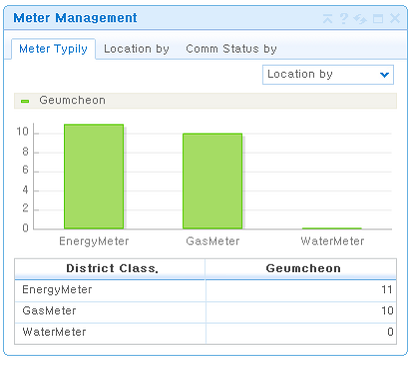 Meter Management
Meter Typily Location by Comm Status by
Location by
Geumcheon
10
8
6
4
2
0
EnergyMeter GasMeter WaterMeter
District Class. Geumcheon
EnergyMeter 11
GasMeter 10
WaterMeter 0